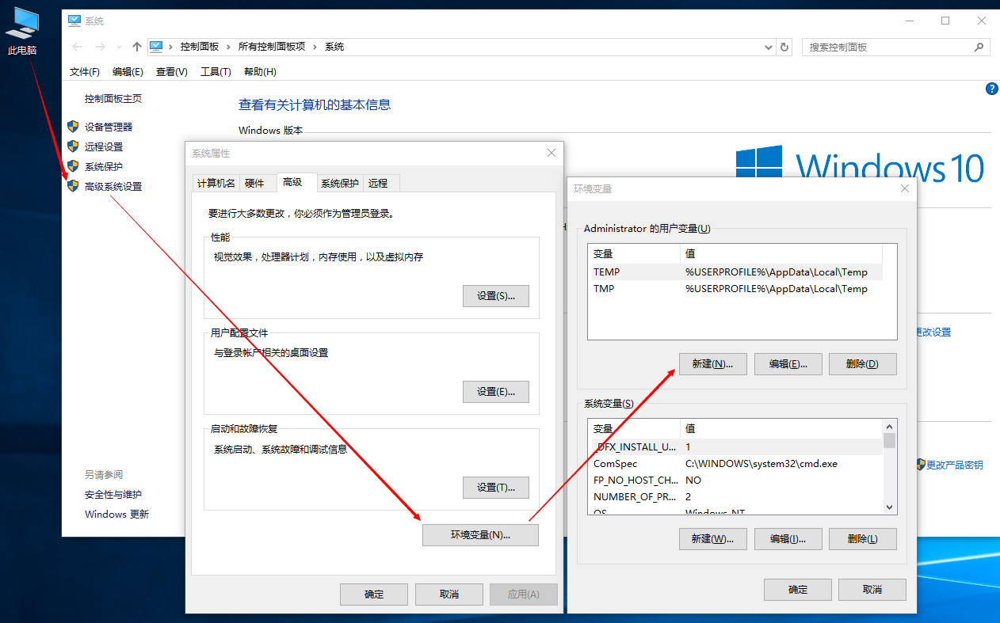 此电脑
系统
控制面板 › 所有控制面板项 › 系统
搜索控制面板
文件(F) 编辑(E) 查看(V) 工具(T) 帮助(H)
控制面板主页
设备管理器
远程设置
系统保护
高级系统设置
另请参阅
安全性与维护
Windows 更新
查看有关计算机的基本信息
Windows 版本
Windows 10
更改设置
更改产品密钥
系统属性
计算机名 硬件 高级 系统保护 远程
要进行大多数更改，你必须作为管理员登录。
性能
视觉效果，处理器计划，内存使用，以及虚拟内存
设置(S)...
用户配置文件
与登录帐户相关的桌面设置
设置(E)...
启动和故障恢复
系统启动、系统故障和调试信息
设置(T)...
环境变量(N)...
确定 取消 应用(A)
环境变量
Administrator 的用户变量(U)
变量 值
TEMP %USERPROFILE%\AppData\Local\Temp
TMP %USERPROFILE%\AppData\Local\Temp
新建(N)... 编辑(E)... 删除(D)
系统变量(S)
变量 值
_DFX_INSTALL_U... 1
ComSpec C:\WINDOWS\system32\cmd.exe
FP_NO_HOST_CH... NO
NUMBER_OF_PR... 2
OS Windows_NT
新建(W)... 编辑(I)... 删除(L)
确定 取消